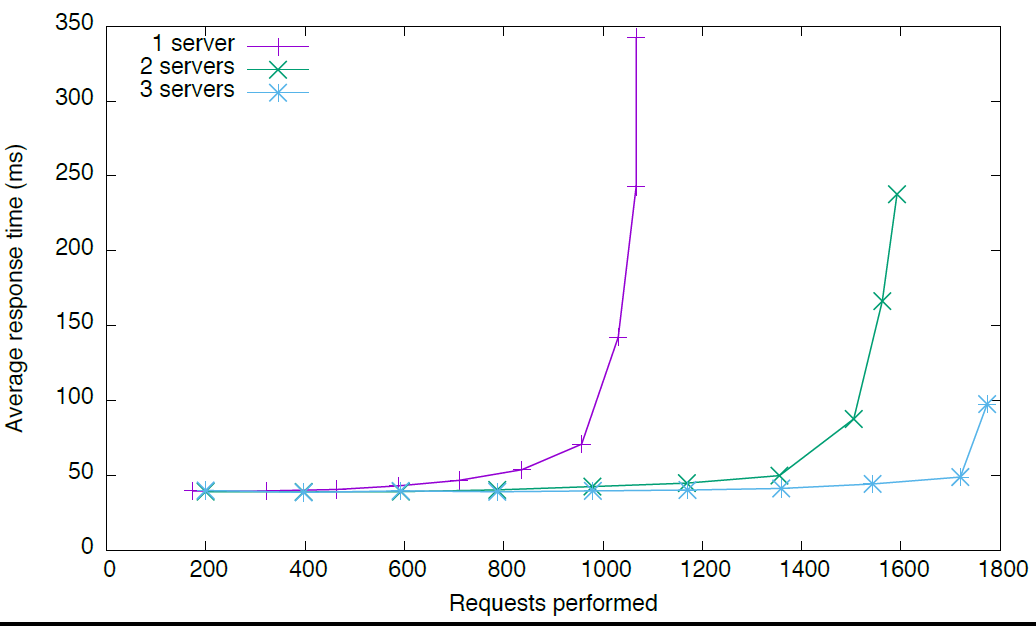 350
300
250
200
150
100
50
0
Average response time (ms)
1 server
2 servers
3 servers
0 200 400 600 800 1000 1200 1400 1600 1800
Requests performed